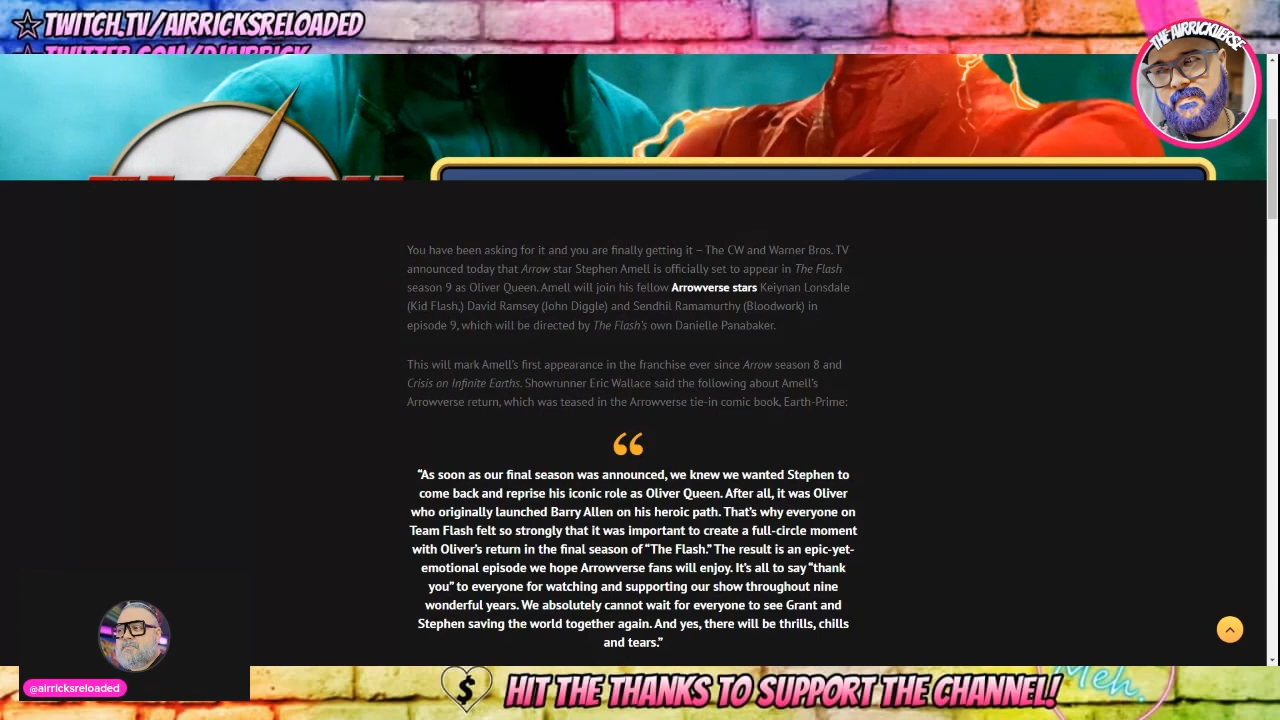 ☆TWITCH.TV/AIRRICKSRELOADED
☆TWITTER.COM/DJAIRRICK
THE AIRRICKVERSE
You have been asking for it and you are finally getting it – The CW and Warner Bros. TV
announced today that Arrow star Stephen Amell is officially set to appear in The Flash
season 9 as Oliver Queen. Amell will join his fellow Arrowverse stars Keiynan Lonsdale
(Kid Flash,) David Ramsey (John Diggle) and Sendhil Ramamurthy (Bloodwork) in
episode 9, which will be directed by The Flash's own Danielle Panabaker.
This will mark Amell's first appearance in the franchise ever since Arrow season 8 and
Crisis on Infinite Earths. Showrunner Eric Wallace said the following about Amell's
Arrowverse return, which was teased in the Arrowverse tie-in comic book, Earth-Prime:
“
“As soon as our final season was announced, we knew we wanted Stephen to
come back and reprise his iconic role as Oliver Queen. After all, it was Oliver
who originally launched Barry Allen on his heroic path. That's why everyone on
Team Flash felt so strongly that it was important to create a full-circle moment
with Oliver's return in the final season of “The Flash.” The result is an epic-yet-
emotional episode we hope Arrowverse fans will enjoy. It's all to say “thank
you” to everyone for watching and supporting our show throughout nine
wonderful years. We absolutely cannot wait for everyone to see Grant and
Stephen saving the world together again. And yes, there will be thrills, chills
and tears.”
@airricksreloaded
$
HIT THE THANKS TO SUPPORT THE CHANNEL!
Meh.